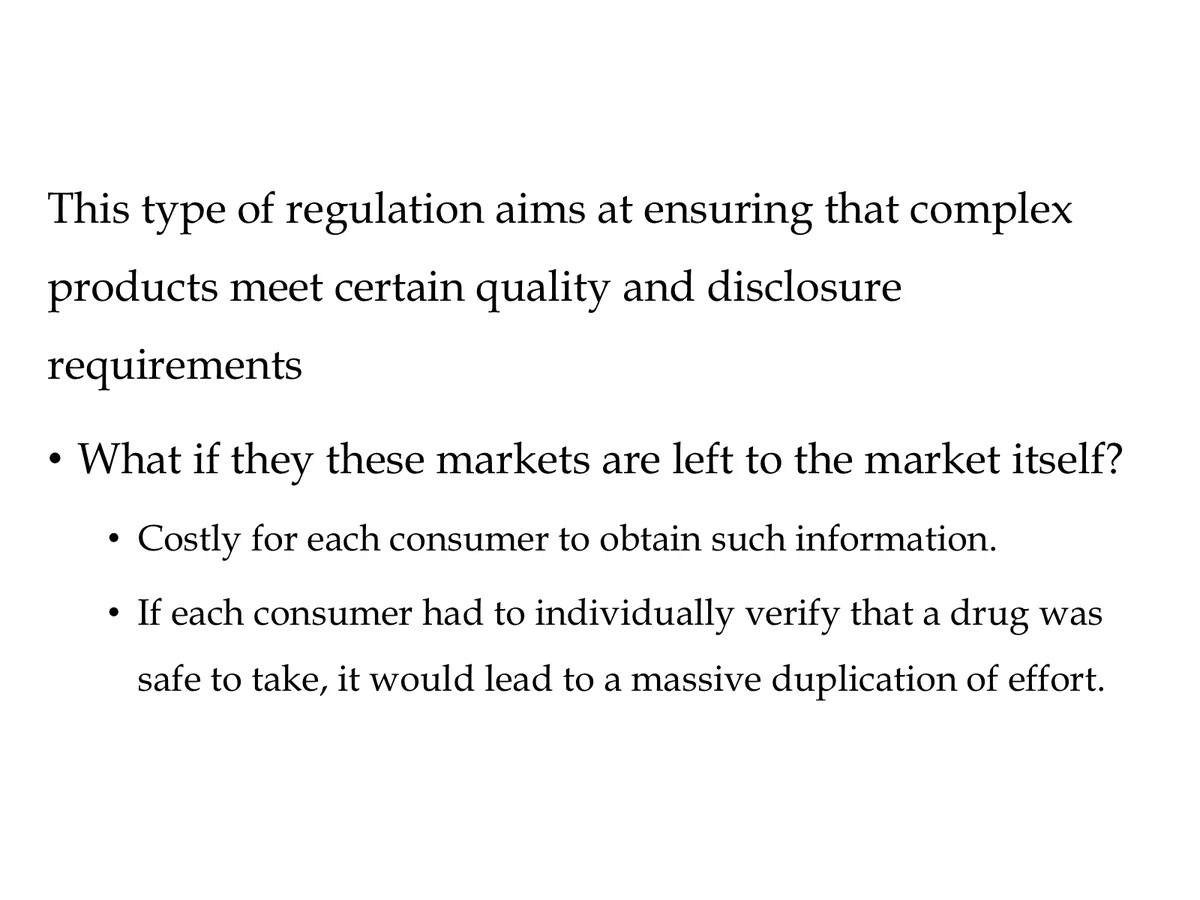 This type of regulation aims at ensuring that complex
products meet certain quality and disclosure
requirements
• What if they these markets are left to the market itself?
• Costly for each consumer to obtain such information.
• If each consumer had to individually verify that a drug was
safe to take, it would lead to a massive duplication of effort.